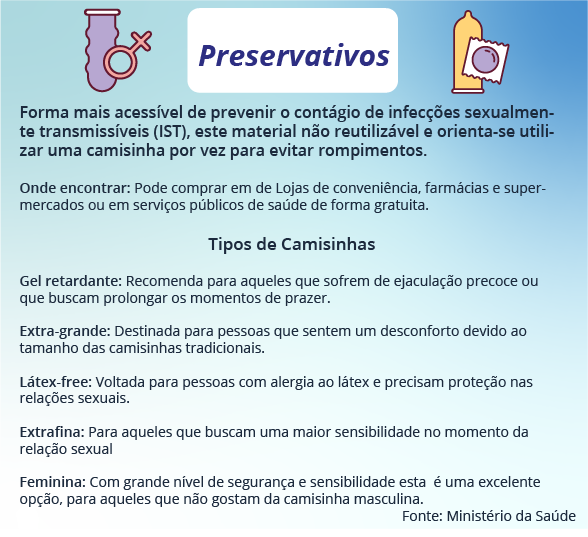 Preservativos
Forma mais acessível de prevenir o contágio de infecções sexualmen-
te transmissíveis (IST), este material não reutilizável e orienta-se utili-
zar uma camisinha por vez para evitar rompimentos.
Onde encontrar: Pode comprar em de Lojas de conveniência, farmácias e super-
mercados ou em serviços públicos de saúde de forma gratuita.
Tipos de Camisinhas
Gel retardante: Recomenda para aqueles que sofrem de ejaculação precoce ou
que buscam prolongar os momentos de prazer.
Extra-grande: Destinada para pessoas que sentem um desconforto devido ao
tamanho das camisinhas tradicionais.
Látex-free: Voltada para pessoas com alergia ao látex e precisam proteção nas
relações sexuais.
Extrafina: Para aqueles que buscam uma maior sensibilidade no momento da
relação sexual
Feminina: Com grande nível de segurança e sensibilidade esta  é uma excelente
opção, para aqueles que não gostam da camisinha masculina.
Fonte: Ministério da Saúde